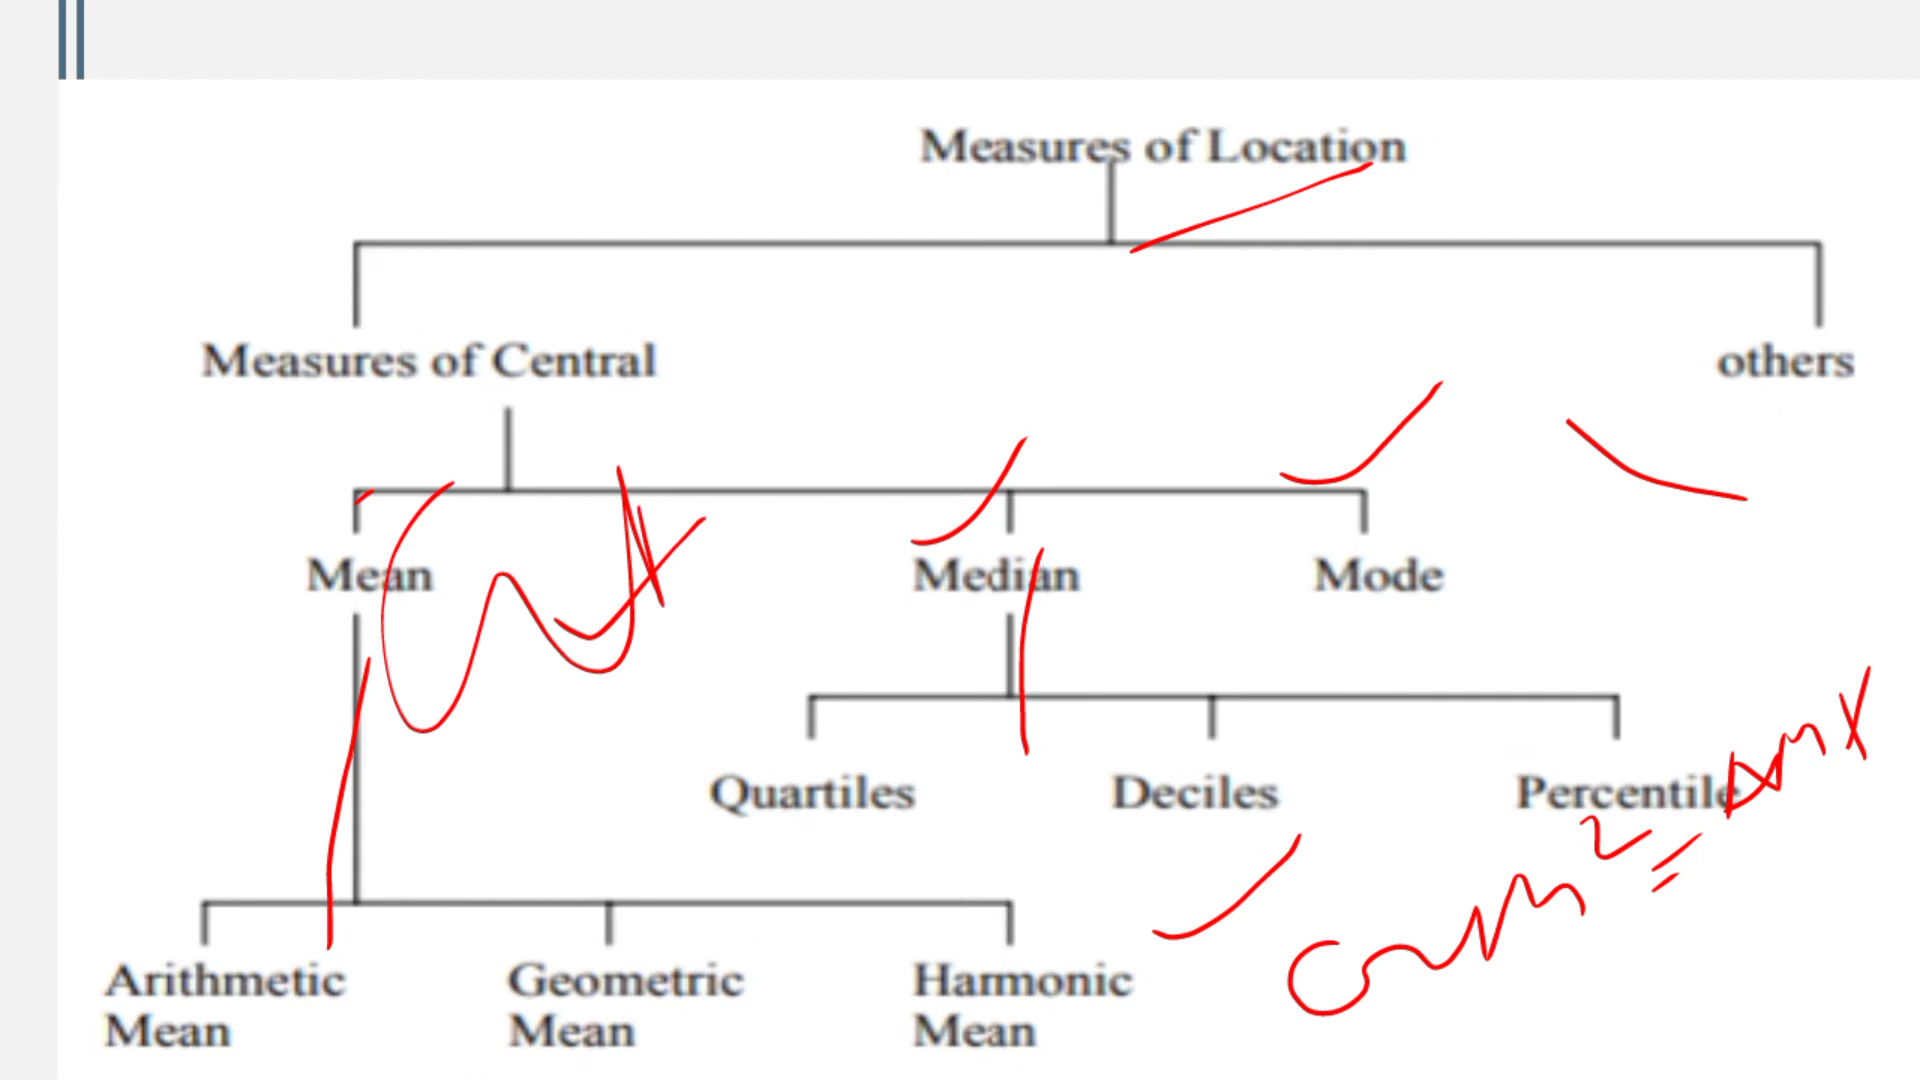 Measures of Location
Measures of Central
others
Mean
Median
Mode
Quartiles
Deciles
Percentile
Arithmetic
Mean
Geometric
Mean
Harmonic
Mean